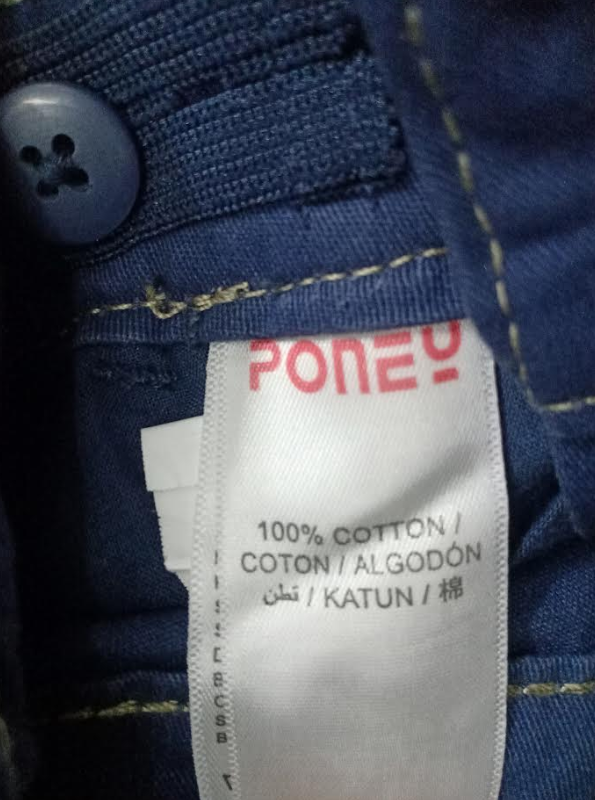 PONEY
100% COTTON /
COTON / ALGODÓN
قطن / KATUN / 棉